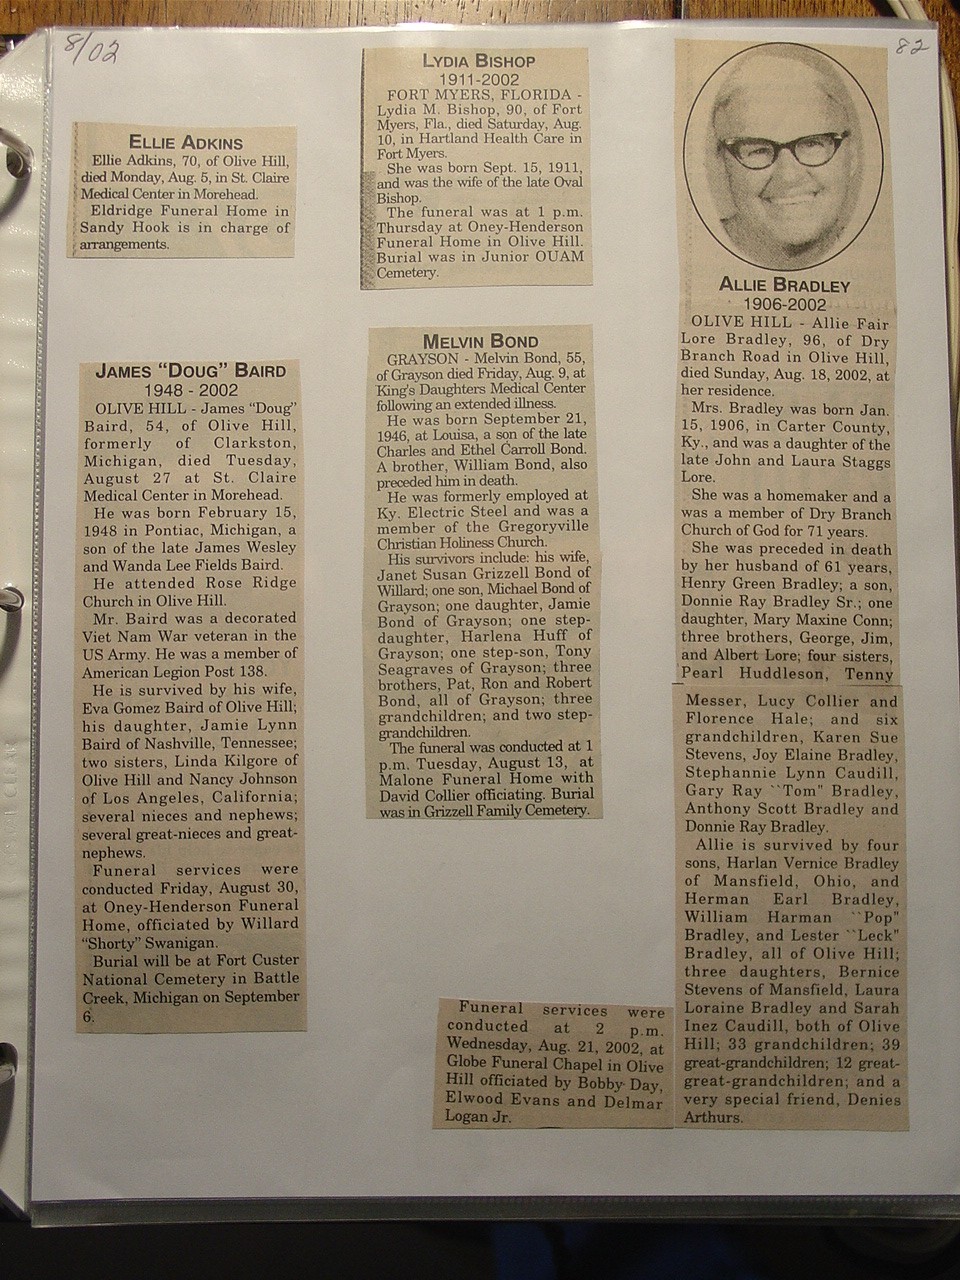 8/02
82
ELLIE ADKINS
Ellie Adkins, 70, of Olive Hill,
died Monday, Aug. 5, in St. Claire
Medical Center in Morehead.
Eldridge Funeral Home in
Sandy Hook is in charge of
arrangements.
JAMES "DOUG" BAIRD
1948 - 2002
OLIVE HILL - James "Doug"
Baird, 54, of Olive Hill,
formerly of Clarkston,
Michigan, died Tuesday,
August 27 at St. Claire
Medical Center in Morehead.
He was born February 15,
1948 in Pontiac, Michigan, a
son of the late James Wesley
and Wanda Lee Fields Baird.
He attended Rose Ridge
Church in Olive Hill.
Mr. Baird was a decorated
Viet Nam War veteran in the
US Army. He was a member of
American Legion Post 138.
He is survived by his wife,
Eva Gomez Baird of Olive Hill;
his daughter, Jamie Lynn
Baird of Nashville, Tennessee;
two sisters, Linda Kilgore of
Olive Hill and Nancy Johnson
of Los Angeles, California;
several nieces and nephews;
several great-nieces and great-
nephews.
Funeral services were
conducted Friday, August 30,
at Oney-Henderson Funeral
Home, officiated by Willard
"Shorty" Swanigan.
Burial will be at Fort Custer
National Cemetery in Battle
Creek, Michigan on September
6.
LYDIA BISHOP
1911-2002
FORT MYERS, FLORIDA -
Lydia M. Bishop, 90, of Fort
Myers, Fla., died Saturday, Aug.
10, in Hartland Health Care in
Fort Myers.
She was born Sept. 15, 1911,
and was the wife of the late Oval
Bishop.
The funeral was at 1 p.m.
Thursday at Oney-Henderson
Funeral Home in Olive Hill.
Burial was in Junior OUAM
Cemetery.
MELVIN BOND
GRAYSON - Melvin Bond, 55,
of Grayson died Friday, Aug. 9, at
King's Daughters Medical Center
following an extended illness.
He was born September 21,
1946, at Louisa, a son of the late
Charles and Ethel Carroll Bond.
A brother, William Bond, also
preceded him in death.
He was formerly employed at
Ky. Electric Steel and was a
member of the Gregoryville
Christian Holiness Church.
His survivors include: his wife,
Janet Susan Grizzell Bond of
Willard; one son, Michael Bond of
Grayson; one daughter, Jamie
Bond of Grayson; one step-
daughter, Harlena Huff of
Grayson; one step-son, Tony
Seagraves of Grayson; three
brothers, Pat, Ron and Robert
Bond, all of Grayson; three
grandchildren; and two step-
grandchildren.
The funeral was conducted at 1
p.m. Tuesday, August 13, at
Malone Funeral Home with
David Collier officiating. Burial
was in Grizzell Family Cemetery.
ALLIE BRADLEY
1906-2002
OLIVE HILL - Allie Fair
Lore Bradley, 96, of Dry
Branch Road in Olive Hill,
died Sunday, Aug. 18, 2002, at
her residence.
Mrs. Bradley was born Jan.
15, 1906, in Carter County,
Ky., and was a daughter of the
late John and Laura Staggs
Lore.
She was a homemaker and a
was a member of Dry Branch
Church of God for 71 years.
She was preceded in death
by her husband of 61 years,
Henry Green Bradley; a son,
Donnie Ray Bradley Sr.; one
daughter, Mary Maxine Conn;
three brothers, George, Jim,
and Albert Lore; four sisters,
Pearl Huddleson, Tenny
Messer, Lucy Collier and
Florence Hale; and six
grandchildren, Karen Sue
Stevens, Joy Elaine Bradley,
Stephannie Lynn Caudill,
Gary Ray ``Tom" Bradley,
Anthony Scott Bradley and
Donnie Ray Bradley.
Allie is survived by four
sons, Harlan Vernice Bradley
of Mansfield, Ohio, and
Herman Earl Bradley,
William Harman ``Pop"
Bradley, and Lester ``Leck"
Bradley, all of Olive Hill;
three daughters, Bernice
Stevens of Mansfield, Laura
Loraine Bradley and Sarah
Inez Caudill, both of Olive
Hill; 33 grandchildren; 39
great-grandchildren; 12 great-
great-grandchildren; and a
very special friend, Denies
Arthurs.
Funeral services were
conducted at 2 p.m.
Wednesday, Aug. 21, 2002, at
Globe Funeral Chapel in Olive
Hill officiated by Bobby Day,
Elwood Evans and Delmar
Logan Jr.